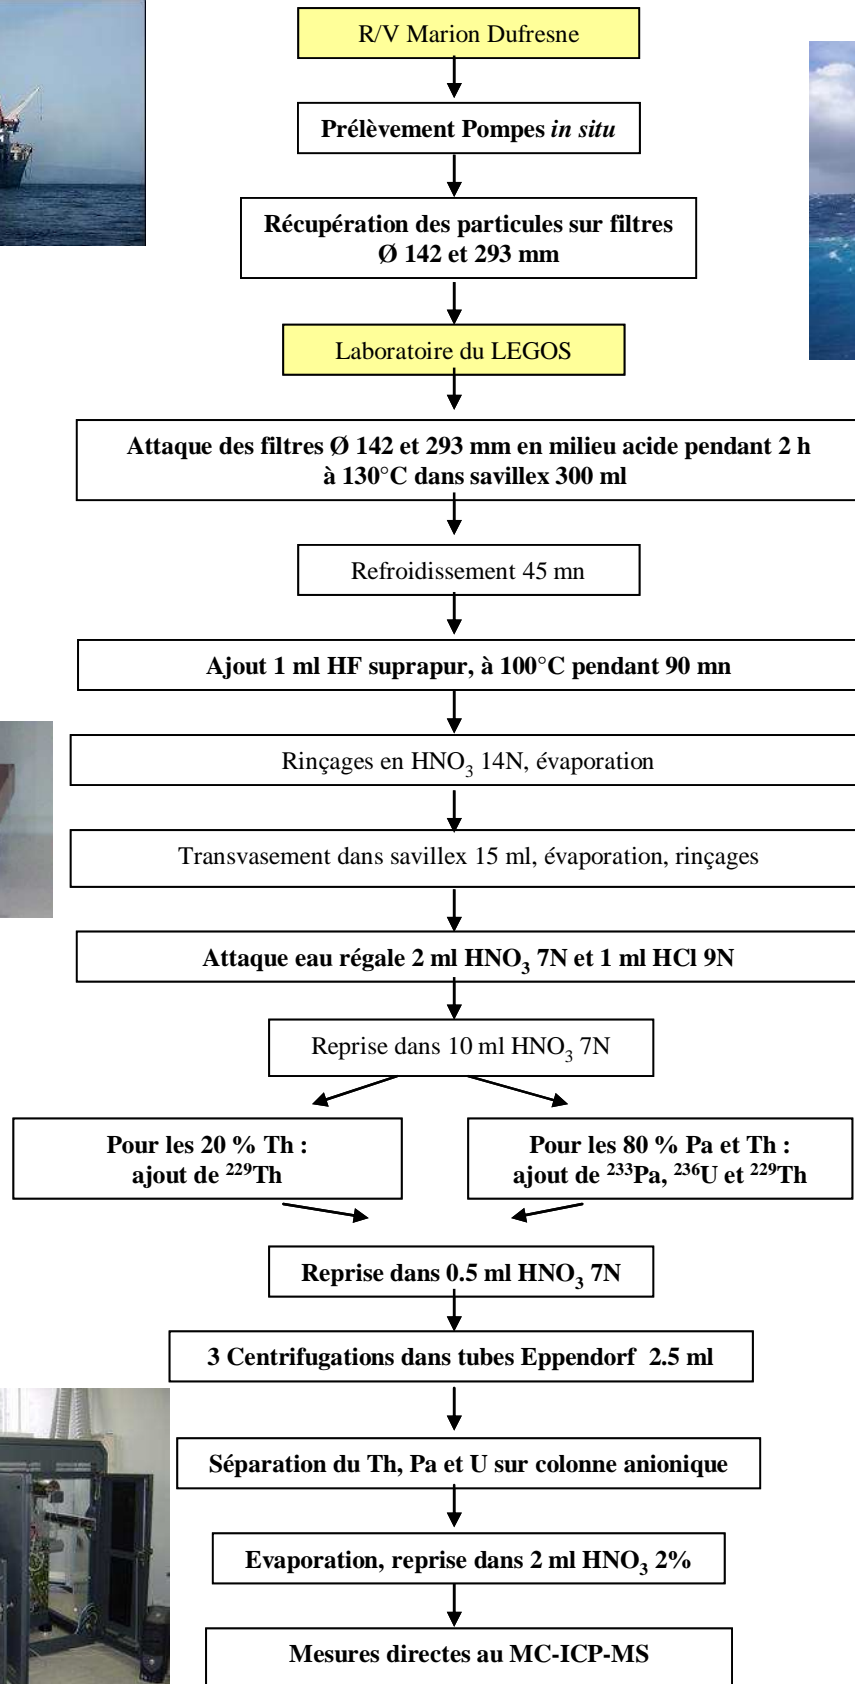 R/V Marion Dufresne
Prélèvement Pompes in situ
Récupération des particules sur filtres
Ø 142 et 293 mm
Laboratoire du LEGOS
Attaque des filtres Ø 142 et 293 mm en milieu acide pendant 2 h
à 130°C dans savillex 300 ml
Refroidissement 45 mn
Ajout 1 ml HF suprapur, à 100°C pendant 90 mn
Rinçages en HNO₃ 14N, évaporation
Transvasement dans savillex 15 ml, évaporation, rinçages
Attaque eau régale 2 ml HNO₃ 7N et 1 ml HCl 9N
Reprise dans 10 ml HNO₃ 7N
Pour les 20 % Th :
ajout de ²²⁹Th
Pour les 80 % Pa et Th :
ajout de ²³³Pa, ²³⁶U et ²²⁹Th
Reprise dans 0.5 ml HNO₃ 7N
3 Centrifugations dans tubes Eppendorf 2.5 ml
Séparation du Th, Pa et U sur colonne anionique
Evaporation, reprise dans 2 ml HNO₃ 2%
Mesures directes au MC-ICP-MS